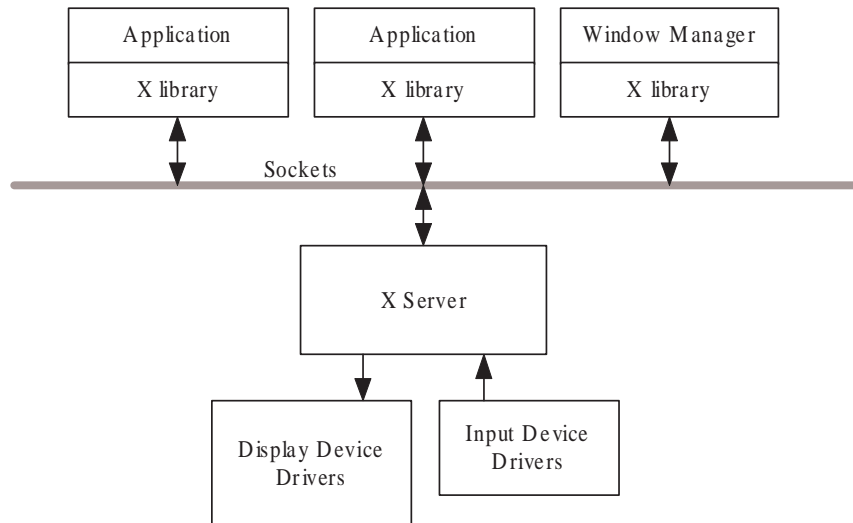 Application
Application
Window Manager
X library
X library
X library
Sockets
X Server
Display Device
Drivers
Input Device
Drivers